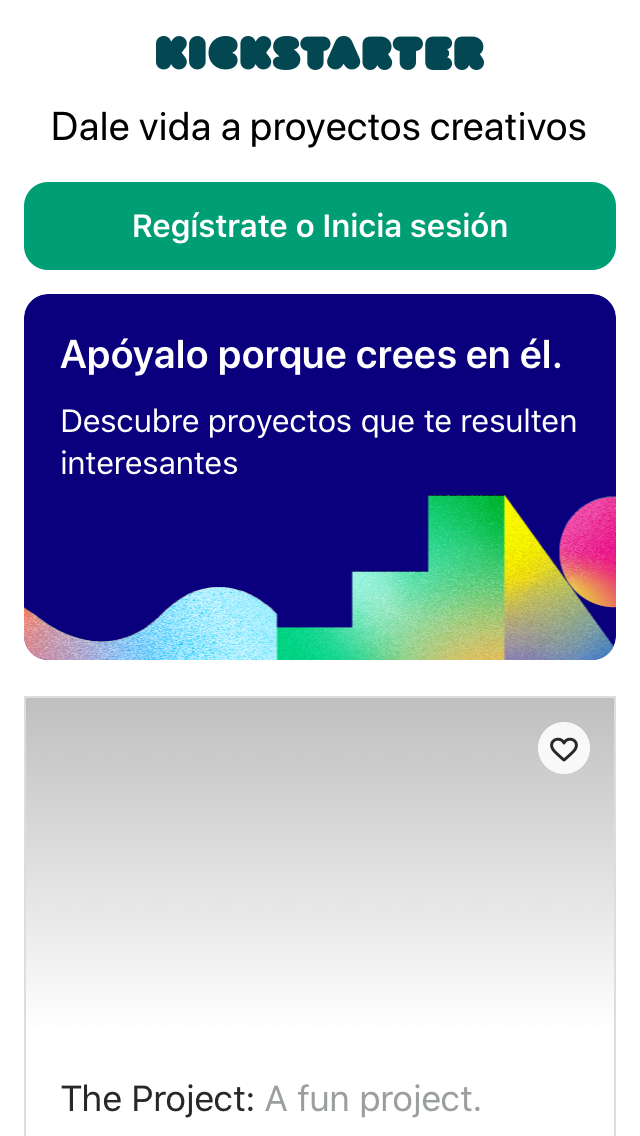 KICKSTARTER
Dale vida a proyectos creativos
Regístrate o Inicia sesión
Apóyalo porque crees en él.
Descubre proyectos que te resulten
interesantes
The Project: A fun project.